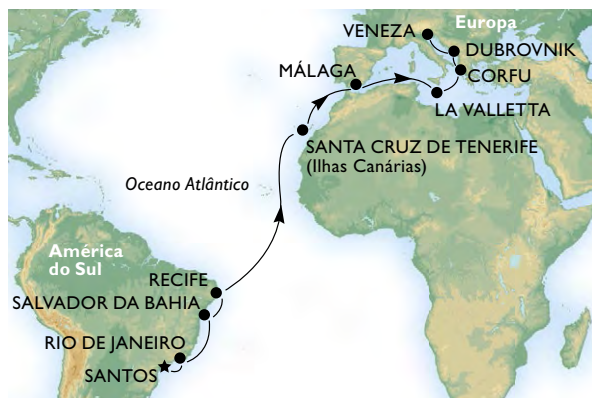 Europa
VENEZA
DUBROVNIK
MÁLAGA
CORFU
LA VALLETTA
SANTA CRUZ DE TENERIFE
(Ilhas Canárias)
Oceano Atlântico
América
do Sul
RECIFE
SALVADOR DA BAHIA
RIO DE JANEIRO
SANTOS